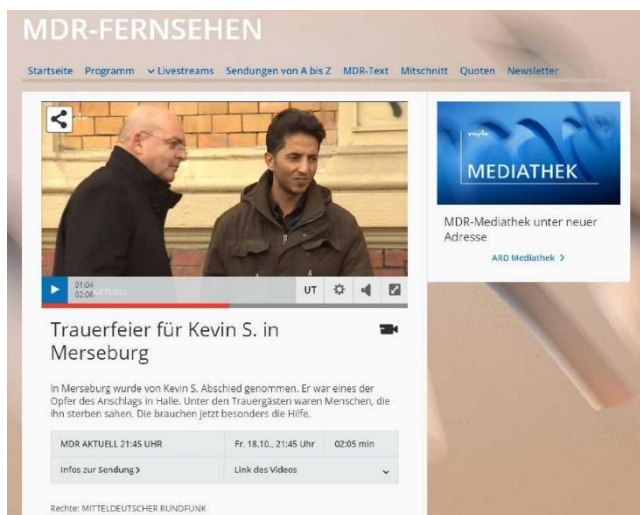 MDR-FERNSEHEN
Startseite Programm Livestreams Sendungen von A bis Z MDR-Text Mitschnitt Quoten Newsletter
01:04
02:06
AKTUELL
UT
Trauerfeier für Kevin S. in
Merseburg
In Merseburg wurde von Kevin S. Abschied genommen. Er war eines der
Opfer des Anschlags in Halle. Unter den Trauergästen waren Menschen, die
ihn sterben sahen. Die brauchen jetzt besonders die Hilfe.
MDR AKTUELL 21:45 UHR Fr, 18.10., 21:45 Uhr 02:05 min
Infos zur Sendung Link des Videos
Rechte: MITTELDEUTSCHER RUNDFUNK
mdr
MEDIATHEK
MDR-Mediathek unter neuer
Adresse
ARD Mediathek